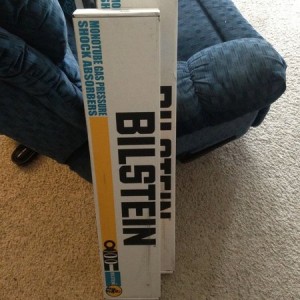 MONOTUBE GAS PRESSURE
SHOCK ABSORBERS
BILSTEIN
BILSTEIN